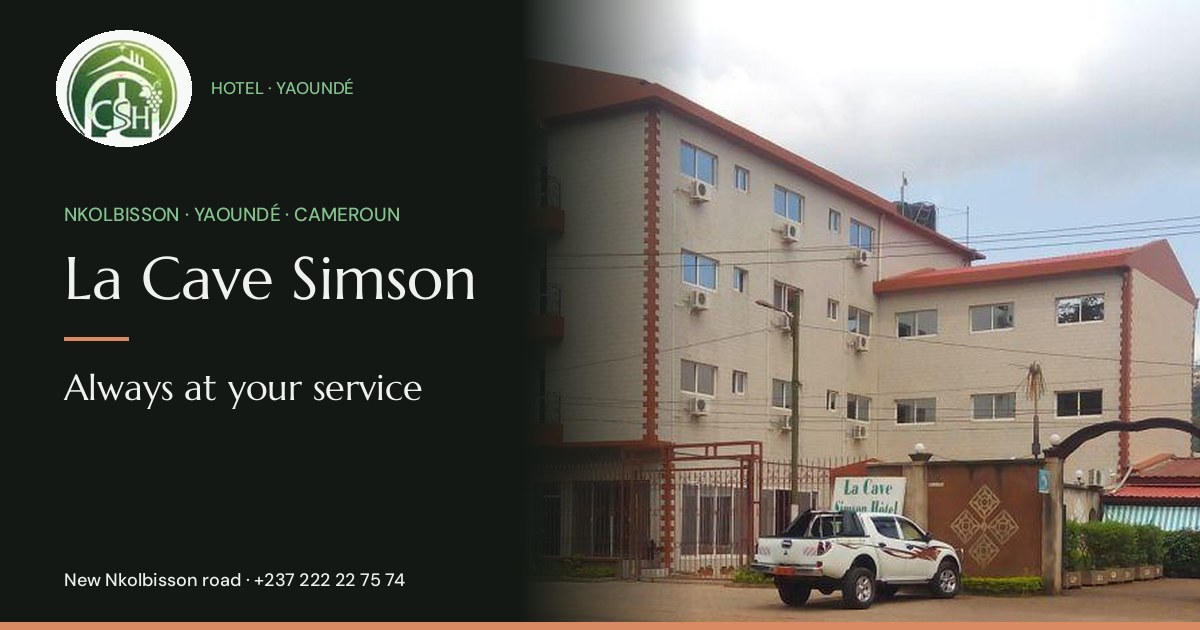 CSH
HOTEL · YAOUNDÉ
NKOLBISSON · YAOUNDÉ · CAMEROUN
La Cave Simson
Always at your service
New Nkolbisson road · +237 222 22 75 74
La Cave
Simson Hôtel